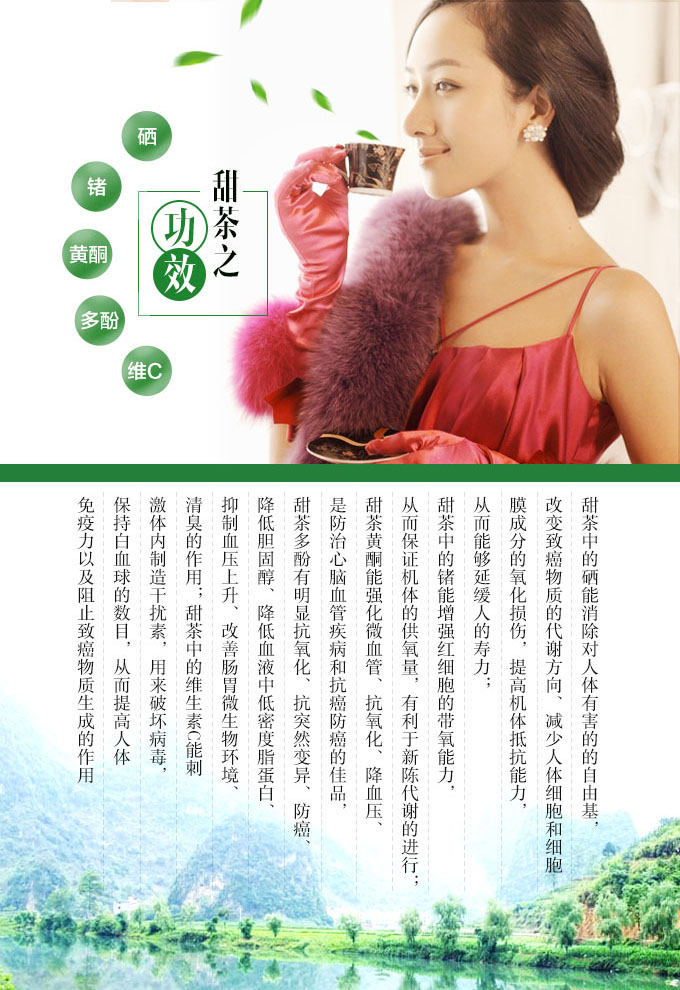 硒
锗
黄酮
多酚
维C
甜茶之
功效
甜茶中的硒能消除对人体有害的的自由基，
改变致癌物质的代谢方向、减少人体细胞和细胞
膜成分的氧化损伤，提高机体抵抗能力，
从而能够延缓人的寿力；
甜茶中的锗能增强红细胞的带氧能力，
从而保证机体的供氧量，有利于新陈代谢的进行；
甜茶黄酮能强化微血管、抗氧化、降血压、
是防治心脑血管疾病和抗癌防癌的佳品，
甜茶多酚有明显抗氧化、抗突然变异、防癌、
降低胆固醇、降低血液中低密度脂蛋白、
抑制血压上升、改善肠胃微生物环境、
清臭的作用；甜茶中的维生素C能刺
激体内制造干扰素，用来破坏病毒，
保持白血球的数目，从而提高人体
免疫力以及阻止致癌物质生成的作用